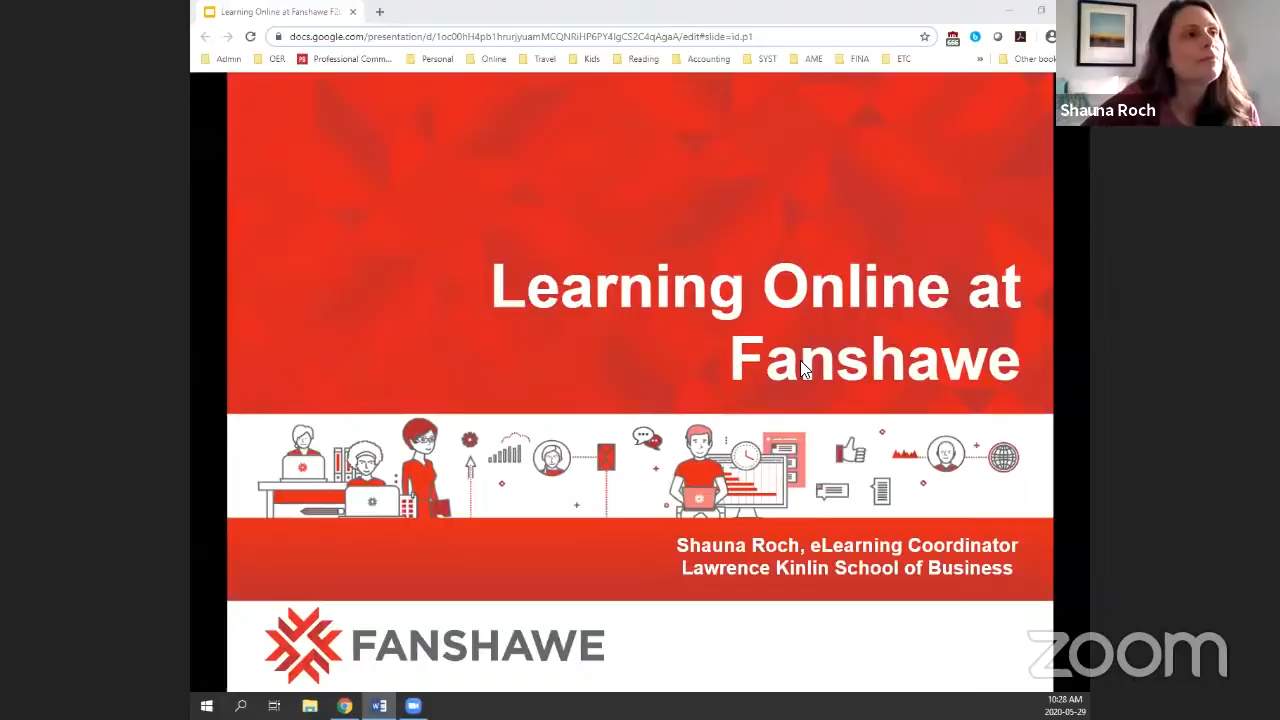 Learning Online at Fanshawe F2
docs.google.com/presentation/d/1oc00hH4pb1hrurjyuamMCQNRiHP6PY4IgCS2C4qAgaA/edit#slide=id.p1
Admin
OER
Professional Comm...
Personal
Online
Travel
Kids
Reading
Accounting
SYST
AME
FINA
ETC
»
Other book
Shauna Roch
Learning Online at
Fanshawe
Shauna Roch, eLearning Coordinator
Lawrence Kinlin School of Business
FANSHAWE
zoom
10:28 AM
2020-05-29